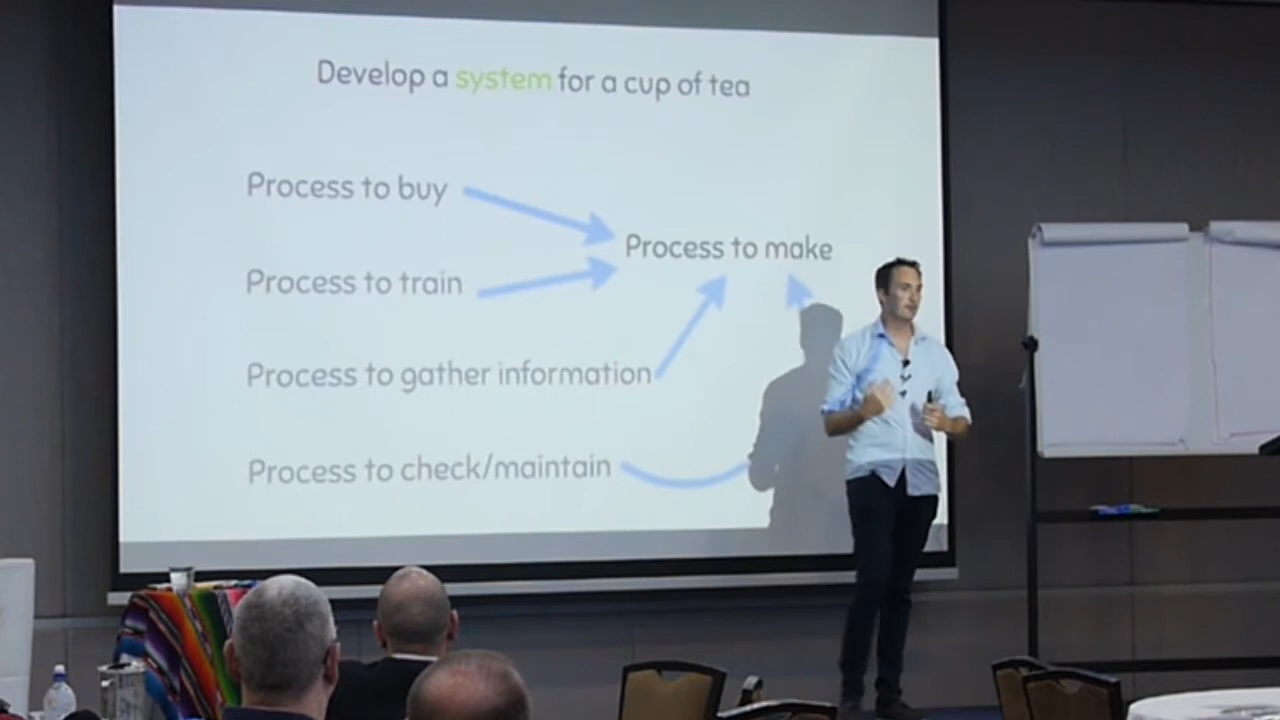 Develop a system for a cup of tea
Process to buy
Process to make
Process to train
Process to gather information
Process to check/maintain